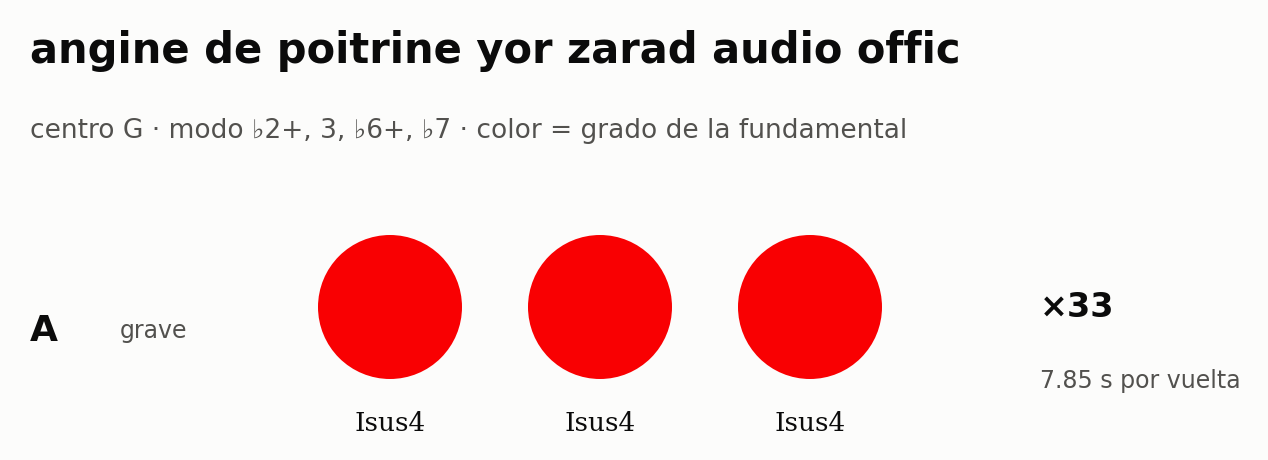 angine de poitrine yor zarad audio offic
centro G · modo ♭2+, 3, ♭6+, ♭7 · color = grado de la fundamental
A grave ×33
7.85 s por vuelta
Isus4 Isus4 Isus4